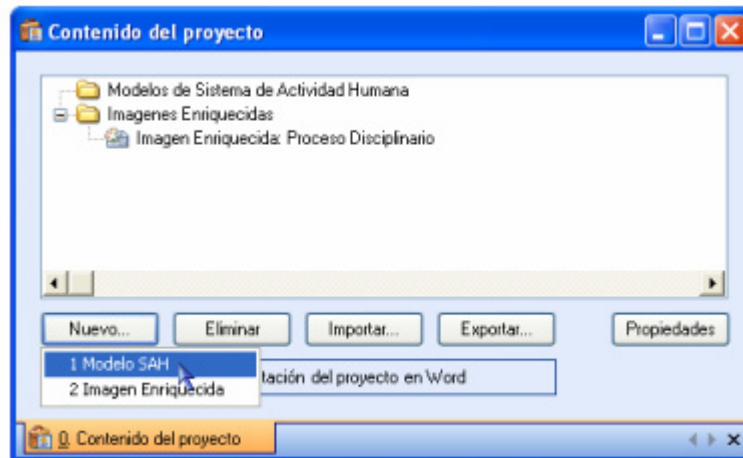 Contenido del proyecto
Modelos de Sistema de Actividad Humana
Imagenes Enriquecidas
Imagen Enriquecida: Proceso Disciplinario
Nuevo... Eliminar Importar... Exportar... Propiedades
1 Modelo SAH
tación del proyecto en Word
2 Imagen Enriquecida
0. Contenido del proyecto